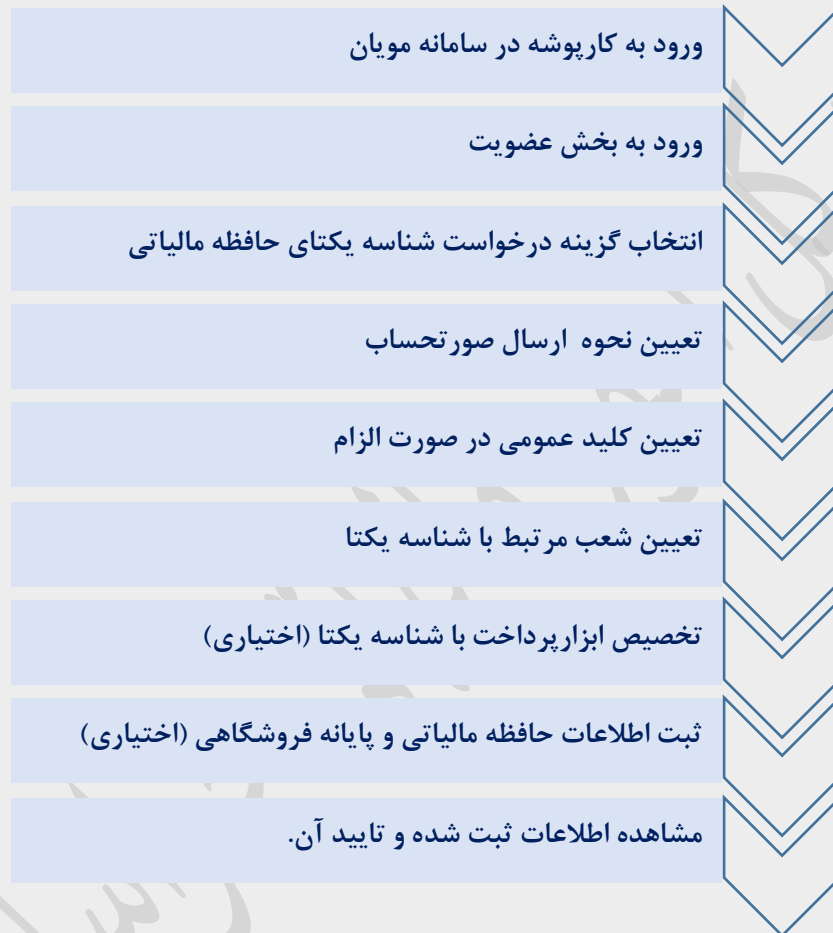 ورود به کارپوشه در سامانه مویان
ورود به بخش عضویت
انتخاب گزینه درخواست شناسه یکتای حافظه مالیاتی
تعیین نحوه ارسال صورتحساب
تعیین کلید عمومی در صورت الزام
تعیین شعب مرتبط با شناسه یکتا
تخصیص ابزارپرداخت با شناسه یکتا (اختیاری)
ثبت اطلاعات حافظه مالیاتی و پایانه فروشگاهی (اختیاری)
مشاهده اطلاعات ثبت شده و تایید آن.